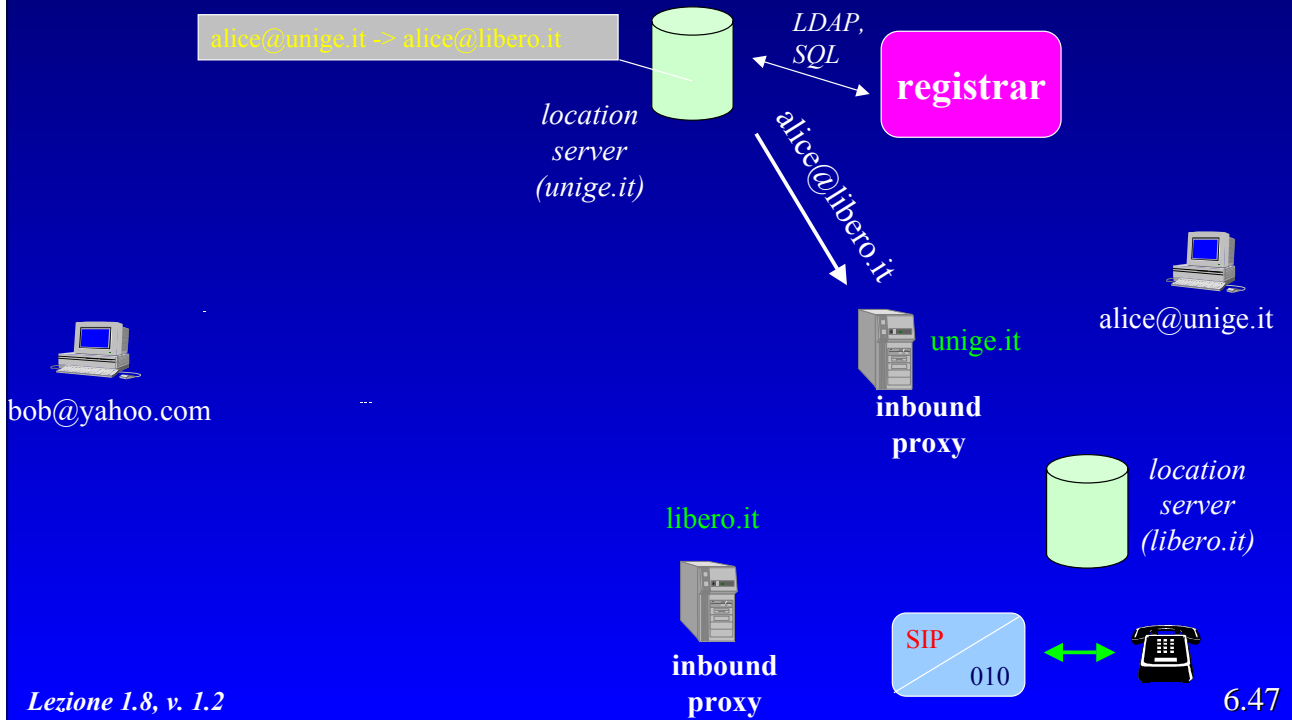 alice@unige.it -> alice@libero.it
LDAP,
SQL
registrar
location
server
(unige.it)
alice@libero.it
alice@unige.it
unige.it
bob@yahoo.com
inbound
proxy
location
server
(libero.it)
libero.it
SIP
010
inbound
proxy
Lezione 1.8, v. 1.2
6.47